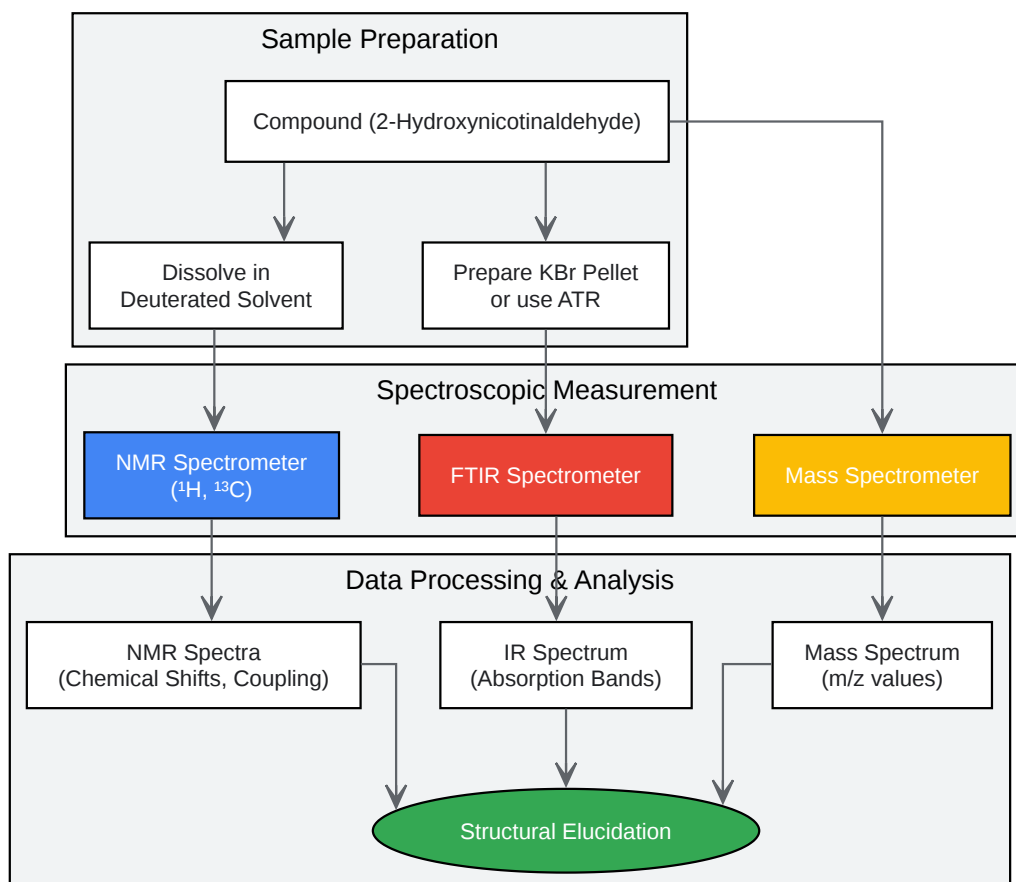 Sample Preparation
Compound (2-Hydroxynicotinaldehyde)
Dissolve in
Deuterated Solvent
Prepare KBr Pellet
or use ATR
Spectroscopic Measurement
NMR Spectrometer
(¹H, ¹³C)
FTIR Spectrometer
Mass Spectrometer
Data Processing & Analysis
NMR Spectra
(Chemical Shifts, Coupling)
IR Spectrum
(Absorption Bands)
Mass Spectrum
(m/z values)
Structural Elucidation